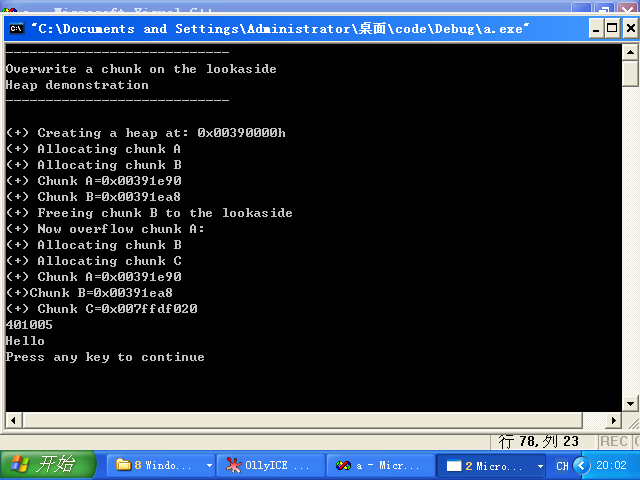 a - Microsoft Visual C++
"C:\Documents and Settings\Administrator\桌面\code\Debug\a.exe"
----------------------------
Overwrite a chunk on the lookaside
Heap demonstration
----------------------------
(+) Creating a heap at: 0x00390000h
(+) Allocating chunk A
(+) Allocating chunk B
(+) Chunk A=0x00391e90
(+) Chunk B=0x00391ea8
(+) Freeing chunk B to the lookaside
(+) Now overflow chunk A:
(+) Allocating chunk B
(+) Allocating chunk C
(+) Chunk A=0x00391e90
(+)Chunk B=0x00391ea8
(+) Chunk C=0x007ffdf020
401005
Hello
Press any key to continue
行 78,列 23 REC
开始 8 Windo... OllyICE ... a - Micr... 2 Micro... CH 20:02